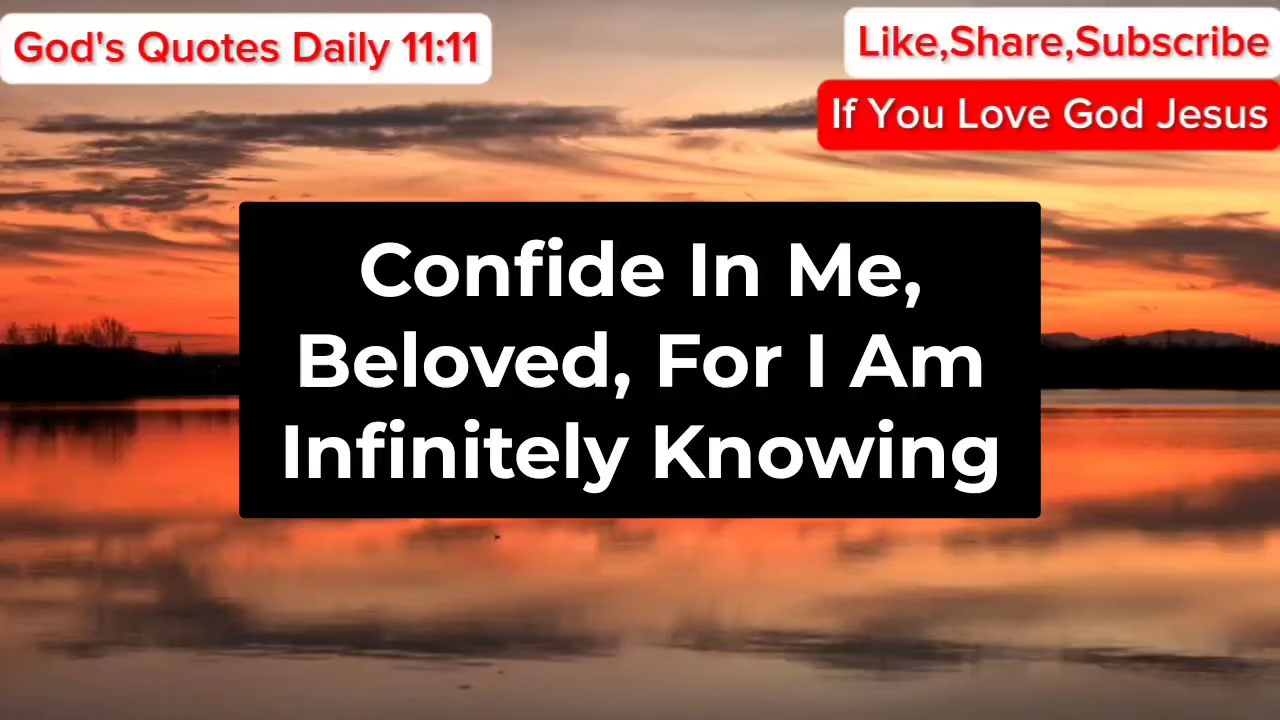 God's Quotes Daily 11:11
Like,Share,Subscribe
If You Love God Jesus
Confide In Me,
Beloved, For I Am
Infinitely Knowing